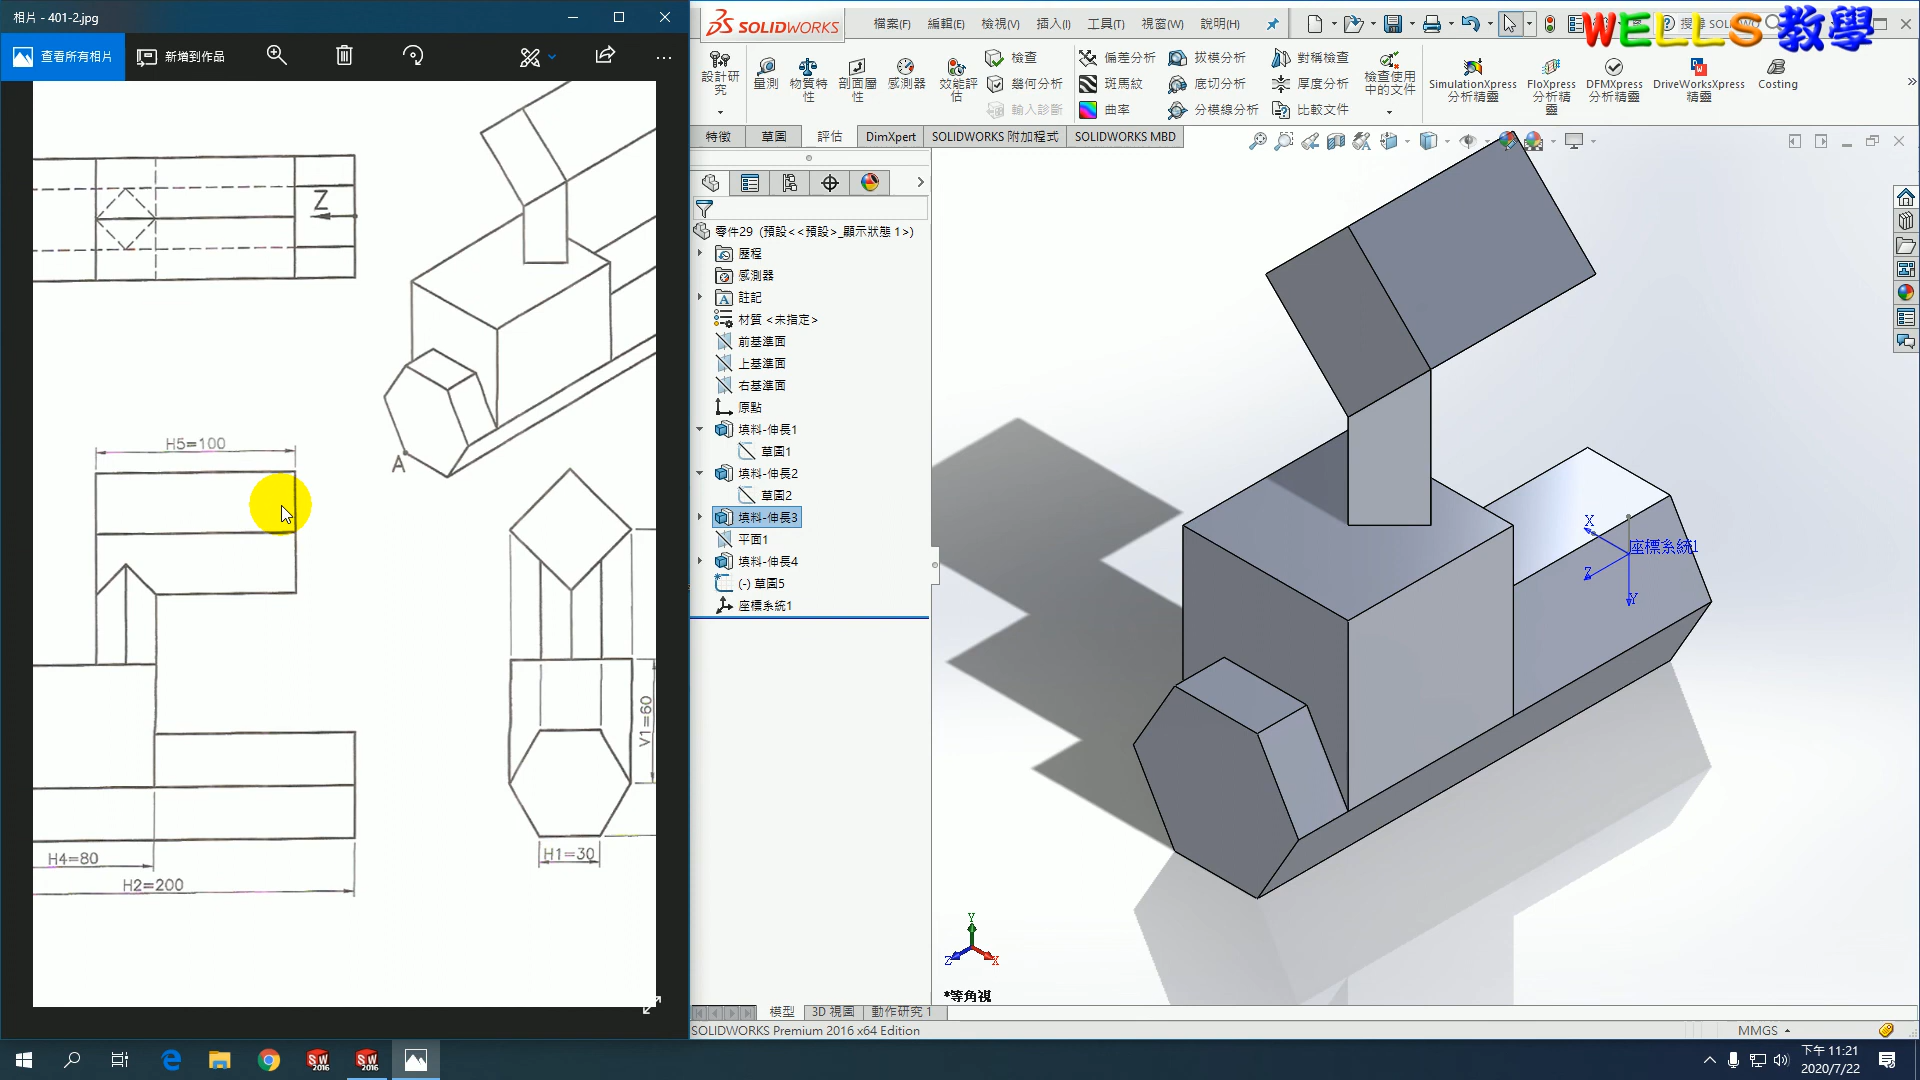 相片 - 401-2.jpg
查看所有相片
新增到作品
Z
A
H5=100
V1=60
H4=80
H2=200
H1=30
SOLIDWORKS
檔案(F)
編輯(E)
檢視(V)
插入(I)
工具(T)
視窗(W)
說明(H)
WELLS 教學
設計研究
量測
物質特性
剖面屬性
感測器
效能評估
檢查
幾何分析
輸入診斷
偏差分析
斑馬紋
曲率
拔模分析
底切分析
分模線分析
對稱檢查
厚度分析
比較文件
檢查使用中的文件
SimulationXpress 分析精靈
FloXpress 分析精靈
DFMXpress 分析精靈
DriveWorksXpress 精靈
Costing
特徵
草圖
評估
DimXpert
SOLIDWORKS 附加程式
SOLIDWORKS MBD
零件29 (預設<<預設>_顯示狀態 1>)
歷程
感測器
註記
材質 <未指定>
前基準面
上基準面
右基準面
原點
填料-伸長1
草圖1
填料-伸長2
草圖2
填料-伸長3
平面1
填料-伸長4
(-) 草圖5
座標系統1
X
座標系統1
Z
Y
Y
Z
X
*等角視
模型
3D 視圖
動作研究 1
SOLIDWORKS Premium 2016 x64 Edition
MMGS
下午 11:21
2020/7/22